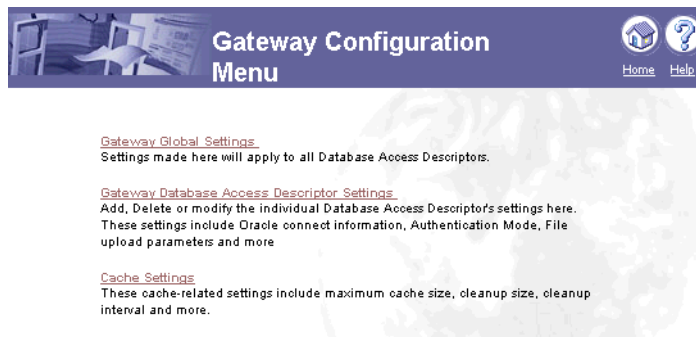 Gateway Configuration
Menu
Home
Help
Gateway Global Settings
Settings made here will apply to all Database Access Descriptors.
Gateway Database Access Descriptor Settings
Add, Delete or modify the individual Database Access Descriptor's settings here.
These settings include Oracle connect information, Authentication Mode, File
upload parameters and more
Cache Settings
These cache-related settings include maximum cache size, cleanup size, cleanup
interval and more.